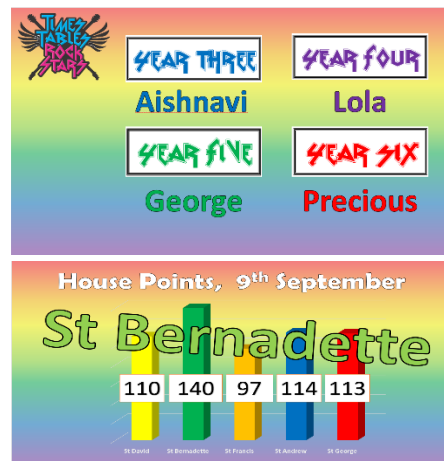 TIMES
TABLES
ROCK
STARS
YEAR THREE
YEAR FOUR
Aishnavi
Lola
YEAR FIVE
YEAR SIX
George
Precious
House Points, 9th September
St Bernadette
110 140 97 114 113
St David St Bernadette St Francis St Andrew St George